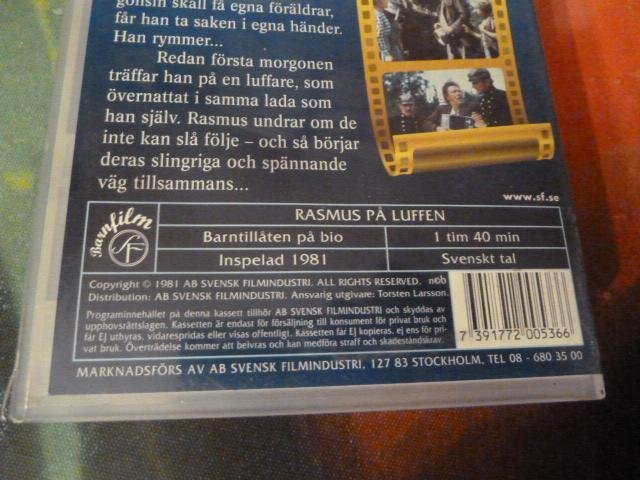 gonsin skall få egna föräldrar,
får han ta saken i egna händer.
Han rymmer...
Redan första morgonen
träffar han på en luffare, som
övernattat i samma lada som
han själv. Rasmus undrar om de
inte kan slå följe – och så börjar
deras slingriga och spännande
väg tillsammans...
www.sf.se
Barnfilm
SF
RASMUS PÅ LUFFEN
Barntillåten på bio
1 tim 40 min
Inspelad 1981
Svenskt tal
Copyright © 1981 AB SVENSK FILMINDUSTRI. ALL RIGHTS RESERVED. n©b
Distribution: AB SVENSK FILMINDUSTRI. Ansvarig utgivare: Torsten Larsson.
Programinnehållet på denna kassett tillhör AB SVENSK FILMINDUSTRI och skyddas av
upphovsrättslagen. Kassetten är endast för försäljning till konsument för privat bruk och
får EJ uthyras, vidarespridas eller visas offentligt. Kassetten får EJ kopieras, ej ens för pri-
vat bruk. Överträdelse kommer att beivras och kan medföra straff och skadeståndskrav.
7 391772 005366
MARKNADSFÖRS AV AB SVENSK FILMINDUSTRI, 127 83 STOCKHOLM, TEL 08 - 680 35 00